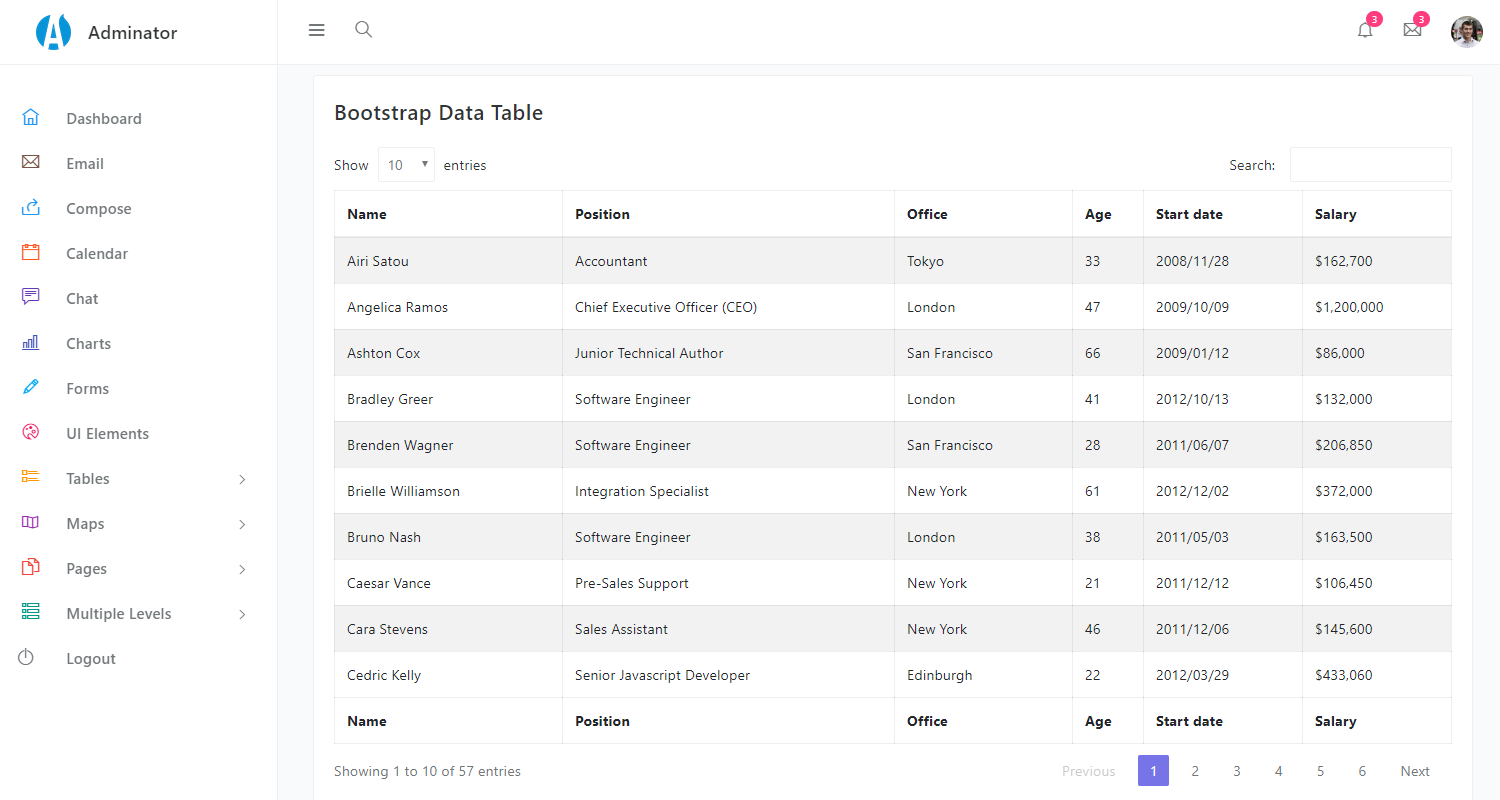 Adminator
3
3
Dashboard
Email
Compose
Calendar
Chat
Charts
Forms
UI Elements
Tables
Maps
Pages
Multiple Levels
Logout
Bootstrap Data Table
Show 10 entries Search:
Name Position Office Age Start date Salary
Airi Satou Accountant Tokyo 33 2008/11/28 $162,700
Angelica Ramos Chief Executive Officer (CEO) London 47 2009/10/09 $1,200,000
Ashton Cox Junior Technical Author San Francisco 66 2009/01/12 $86,000
Bradley Greer Software Engineer London 41 2012/10/13 $132,000
Brenden Wagner Software Engineer San Francisco 28 2011/06/07 $206,850
Brielle Williamson Integration Specialist New York 61 2012/12/02 $372,000
Bruno Nash Software Engineer London 38 2011/05/03 $163,500
Caesar Vance Pre-Sales Support New York 21 2011/12/12 $106,450
Cara Stevens Sales Assistant New York 46 2011/12/06 $145,600
Cedric Kelly Senior Javascript Developer Edinburgh 22 2012/03/29 $433,060
Name Position Office Age Start date Salary
Showing 1 to 10 of 57 entries Previous 1 2 3 4 5 6 Next